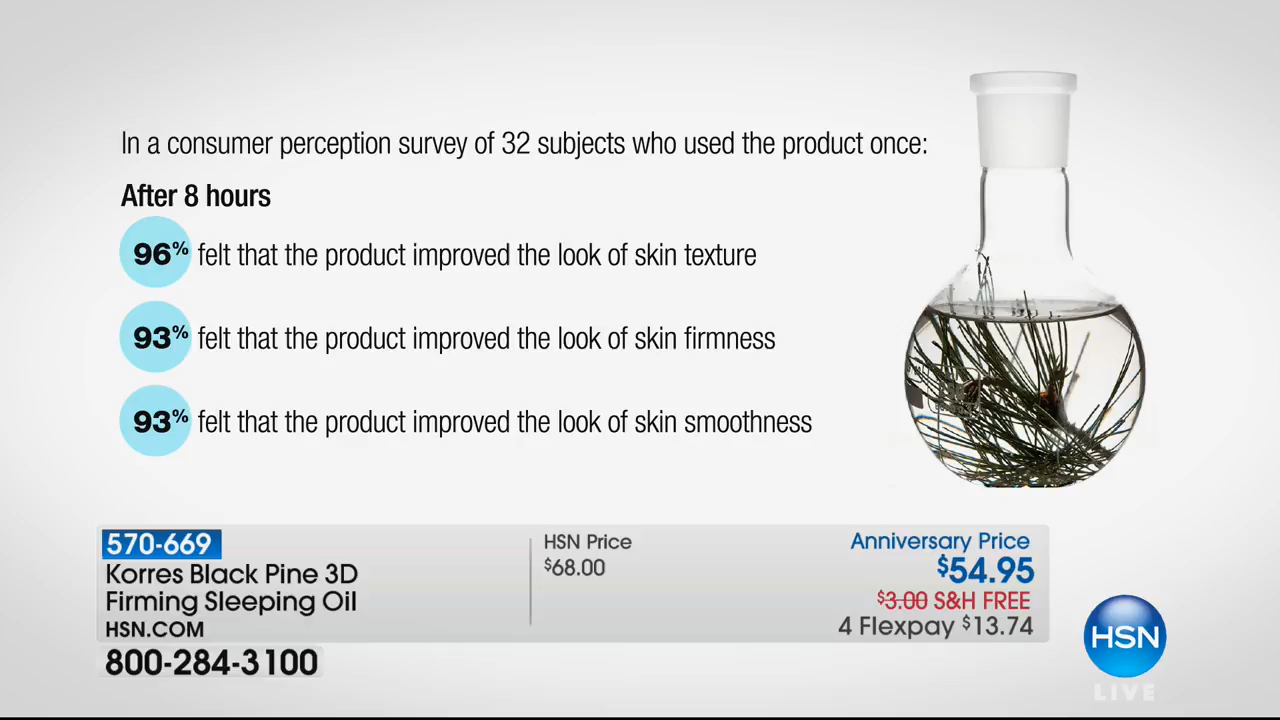 In a consumer perception survey of 32 subjects who used the product once:
After 8 hours
96% felt that the product improved the look of skin texture
93% felt that the product improved the look of skin firmness
93% felt that the product improved the look of skin smoothness
570-669
Korres Black Pine 3D
Firming Sleeping Oil
HSN.COM
800-284-3100
HSN Price
$68.00
Anniversary Price
$54.95
$3.00 S&H FREE
4 Flexpay $13.74
HSN
LIVE